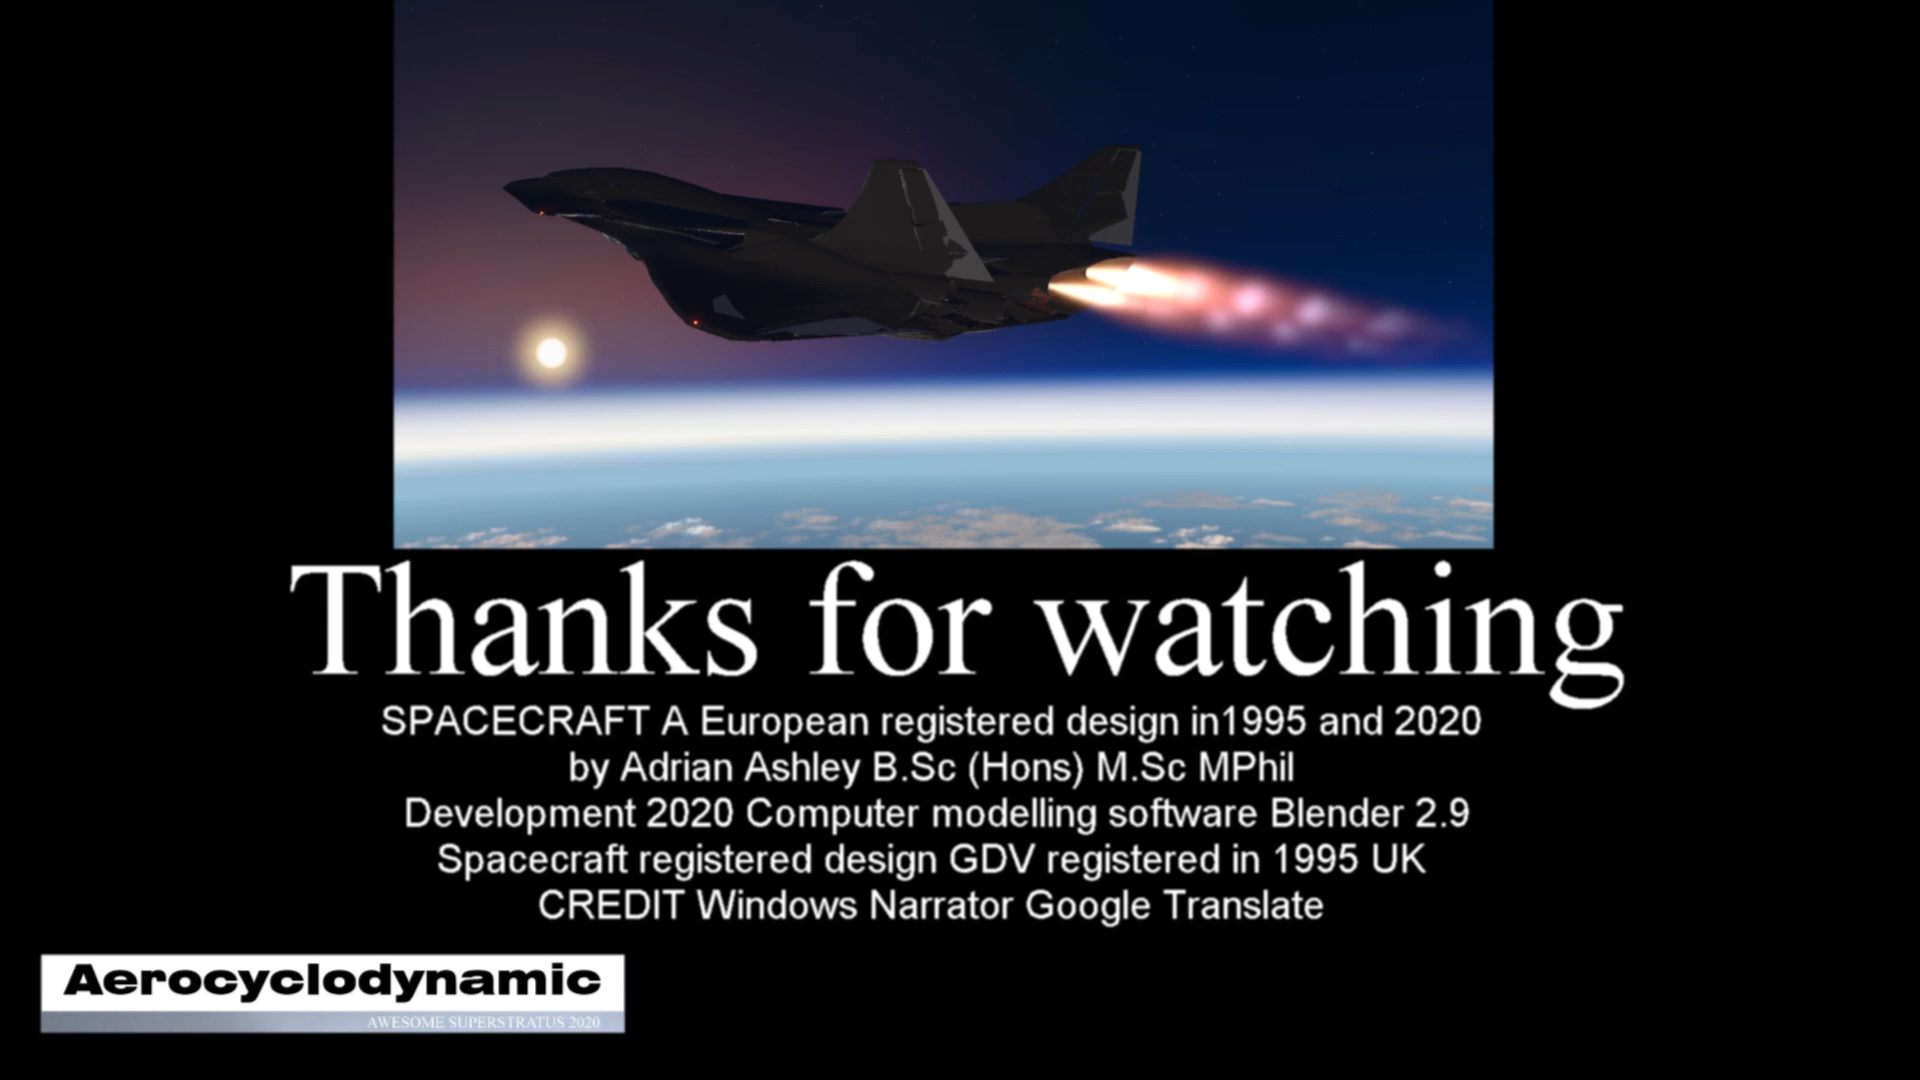 Thanks for watching
SPACECRAFT A European registered design in1995 and 2020
by Adrian Ashley B.Sc (Hons) M.Sc MPhil
Development 2020 Computer modelling software Blender 2.9
Spacecraft registered design GDV registered in 1995 UK
CREDIT Windows Narrator Google Translate
Aerocyclodynamic
AWESOME SUPERSTRATUS 2020